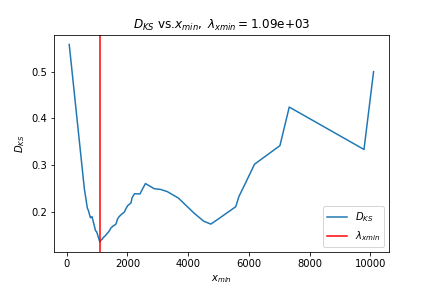 D_KS vs.x_min, λ_xmin = 1.09e+03
0.5
0.4
0.3
0.2
D_KS
0
2000
4000
6000
8000
10000
x_min
D_KS
λ_xmin